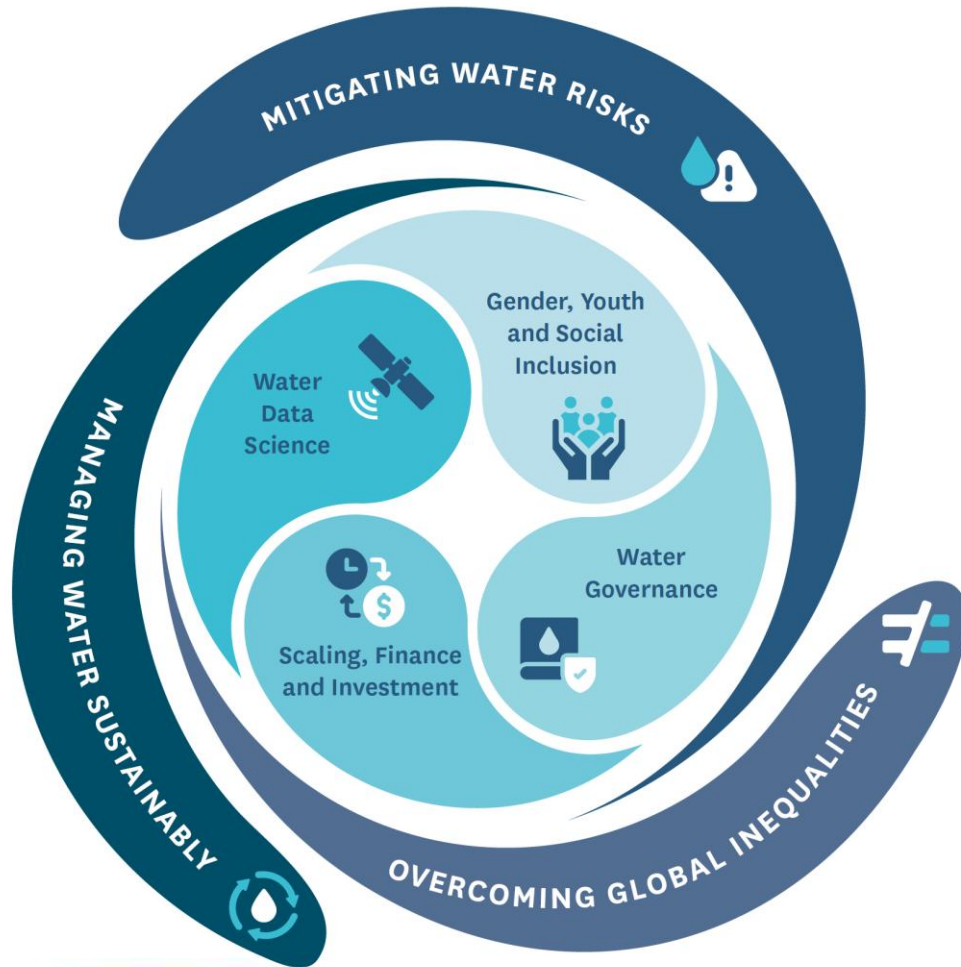 MITIGATING WATER RISKS
Gender, Youth
and Social
Inclusion
Water
Data
Science
Water
Governance
Scaling, Finance
and Investment
$
MANAGING WATER SUSTAINABLY
OVERCOMING GLOBAL INEQUALITIES